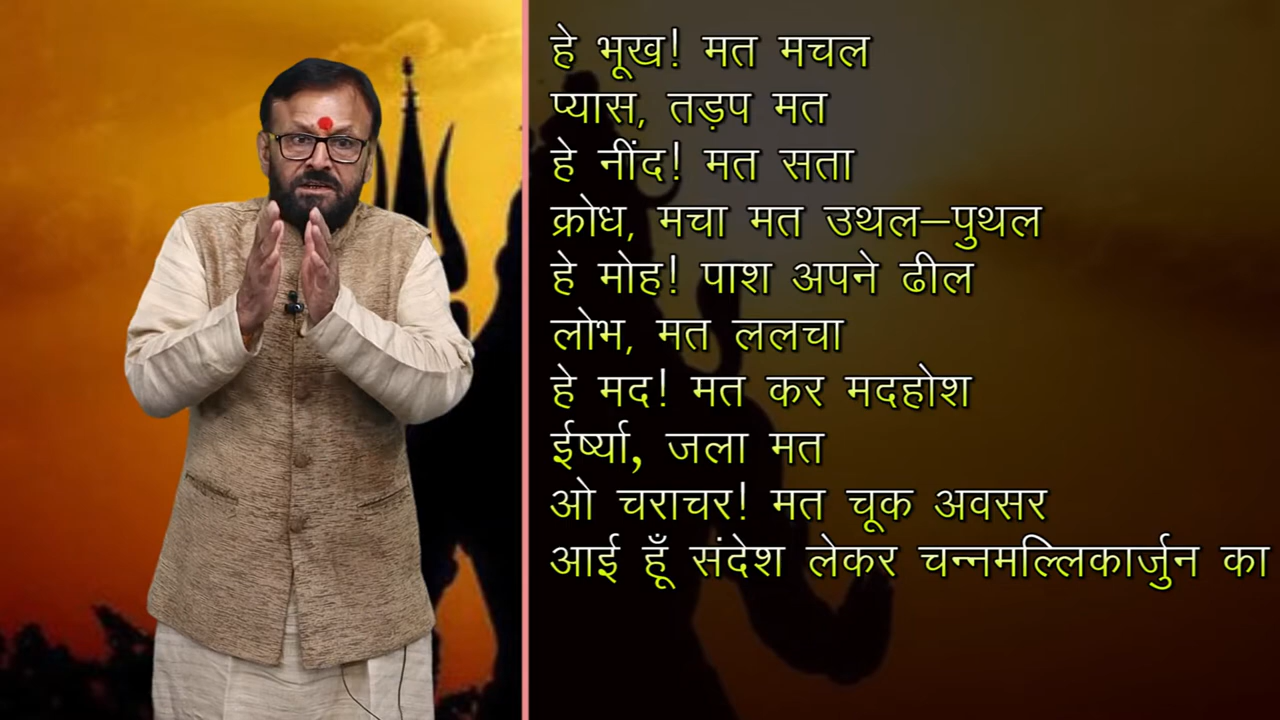 हे भूख! मत मचल
प्यास, तड़प मत
हे नींद! मत सता
क्रोध, मचा मत उथल–पुथल
हे मोह! पाश अपने ढील
लोभ, मत ललचा
हे मद! मत कर मदहोश
ईर्ष्या, जला मत
ओ चराचर! मत चूक अवसर
आई हूँ संदेश लेकर चन्नमल्लिकार्जुन का